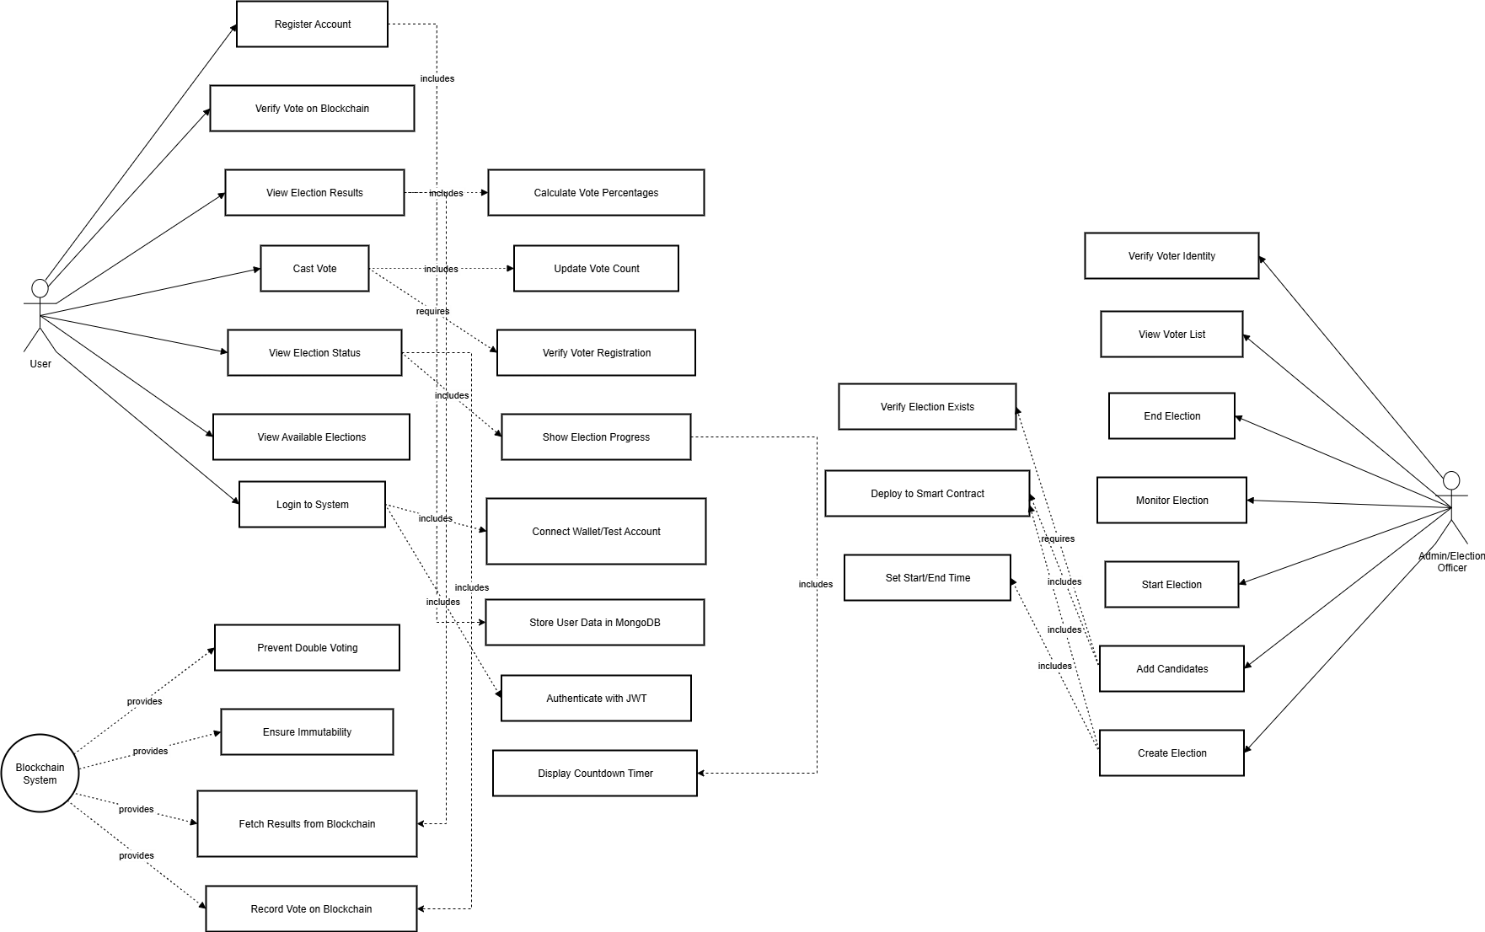 Register Account
includes
Verify Vote on Blockchain
View Election Results
includes
Calculate Vote Percentages
Cast Vote
includes
Update Vote Count
requires
View Election Status
Verify Voter Registration
User
includes
View Available Elections
Show Election Progress
Login to System
includes
Connect Wallet/Test Account
includes
includes
includes
Store User Data in MongoDB
Authenticate with JWT
Display Countdown Timer
Prevent Double Voting
provides
Ensure Immutability
provides
Blockchain
System
provides
Fetch Results from Blockchain
provides
Record Vote on Blockchain
Verify Voter Identity
View Voter List
Verify Election Exists
End Election
Deploy to Smart Contract
Monitor Election
requires
Admin/Election
Officer
Set Start/End Time
includes
Start Election
includes
includes
Add Candidates
Create Election